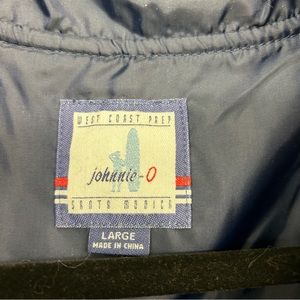 WEST COAST PREP
johnnie-O
SANTA MONICA
LARGE
MADE IN CHINA